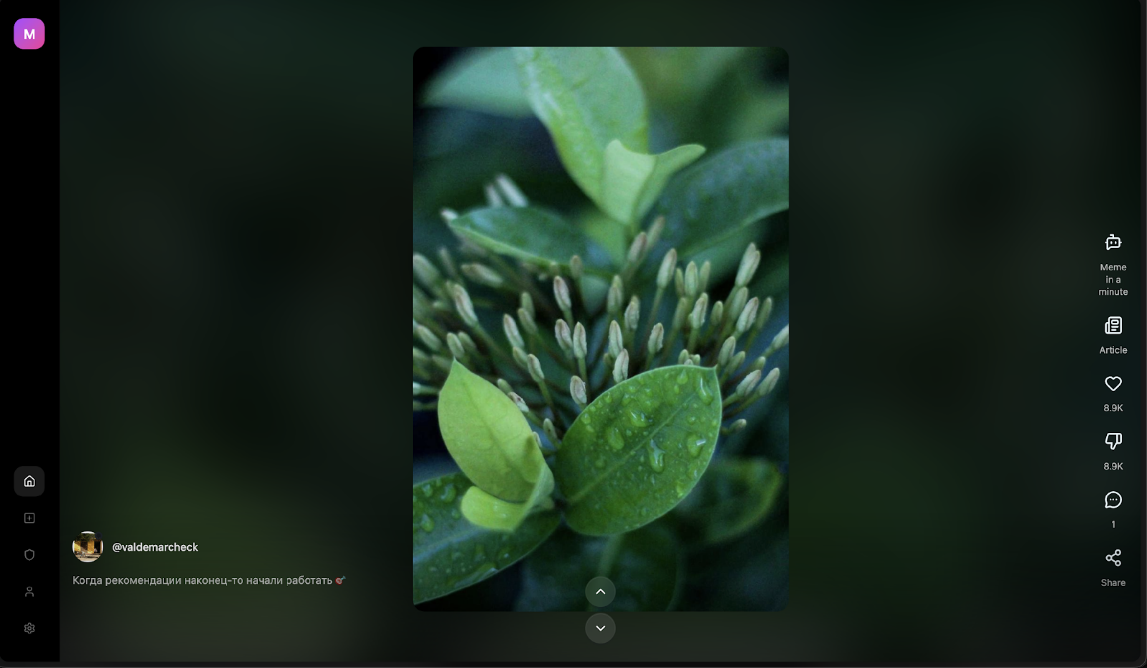 M
Meme
in a
minute
Article
8.9K
8.9K
1
Share
@valdemarcheck
Когда рекомендации наконец-то начали работать 💣